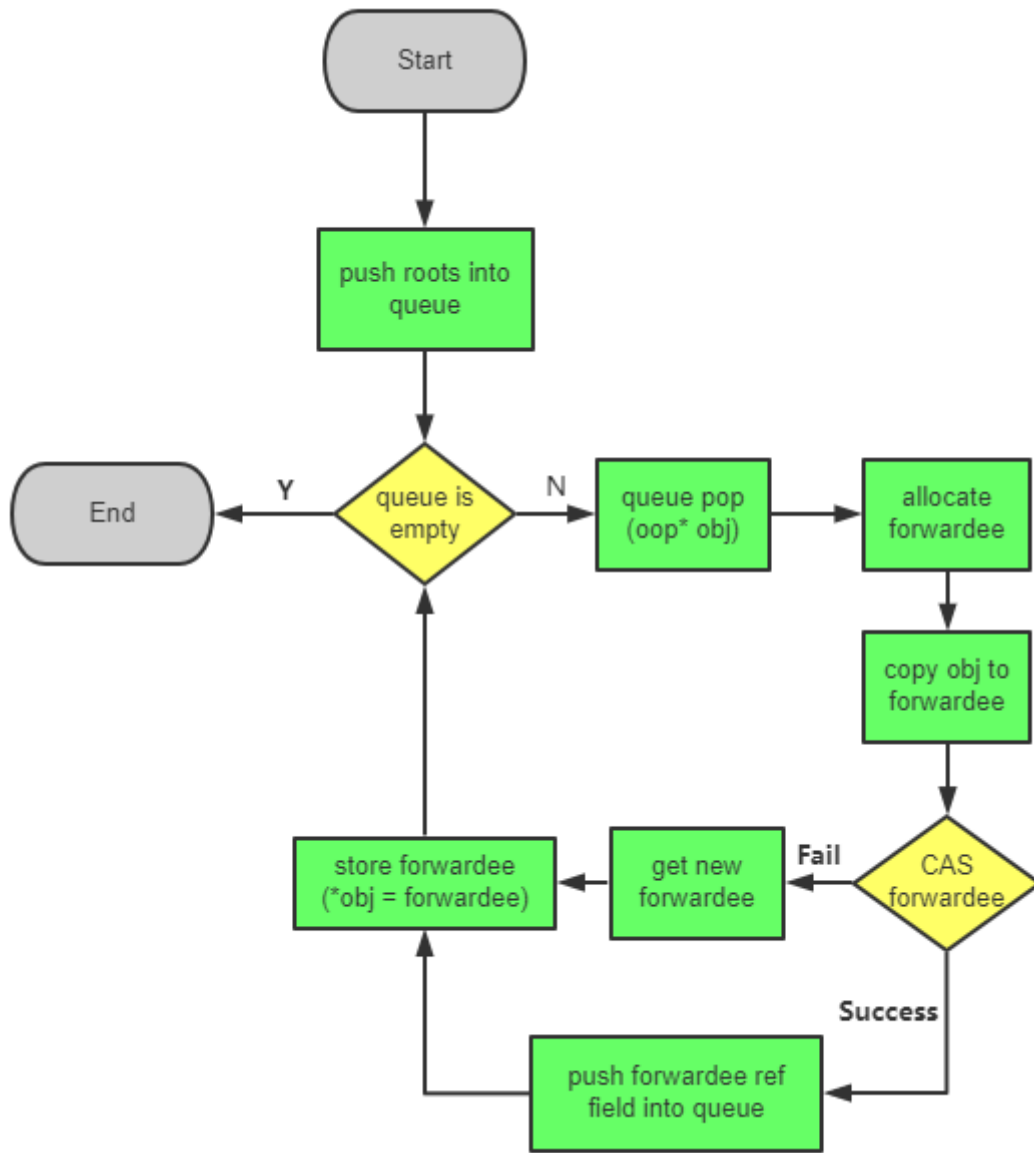 Start
push roots into
queue
queue is
empty
Y
End
N
queue pop
(oop* obj)
allocate
forwardee
copy obj to
forwardee
CAS
forwardee
Fail
get new
forwardee
store forwardee
(*obj = forwardee)
Success
push forwardee ref
field into queue